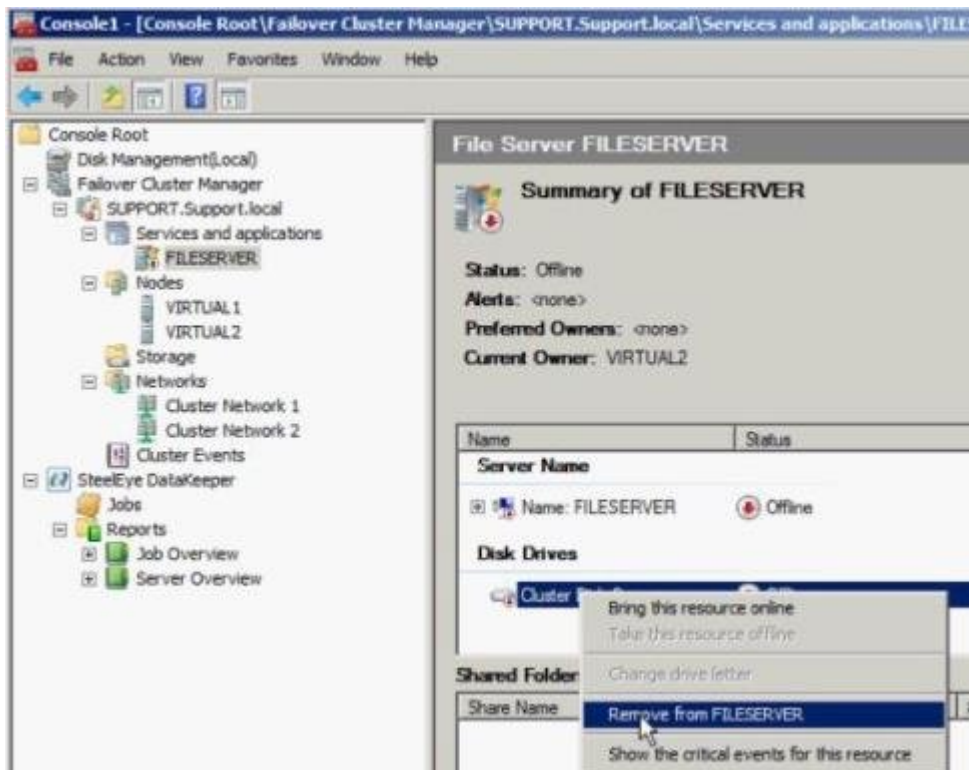 Console1 - [Console Root\Failover Cluster Manager\SUPPORT.Support.local\Services and applications\FILE
File Action View Favorites Window Help
Console Root
Disk Management(Local)
Failover Cluster Manager
SUPPORT.Support.local
Services and applications
FILESERVER
Nodes
VIRTUAL1
VIRTUAL2
Storage
Networks
Cluster Network 1
Cluster Network 2
Cluster Events
SteelEye DataKeeper
Jobs
Reports
Job Overview
Server Overview
File Server FILESERVER
Summary of FILESERVER
Status: Offline
Alerts: <none>
Preferred Owners: <none>
Current Owner: VIRTUAL2
Name Status
Server Name
Name: FILESERVER Offline
Disk Drives
Cluster
Bring this resource online
Take this resource offline
Change drive letter
Remove from FILESERVER
Show the critical events for this resource
Shared Folder
Share Name